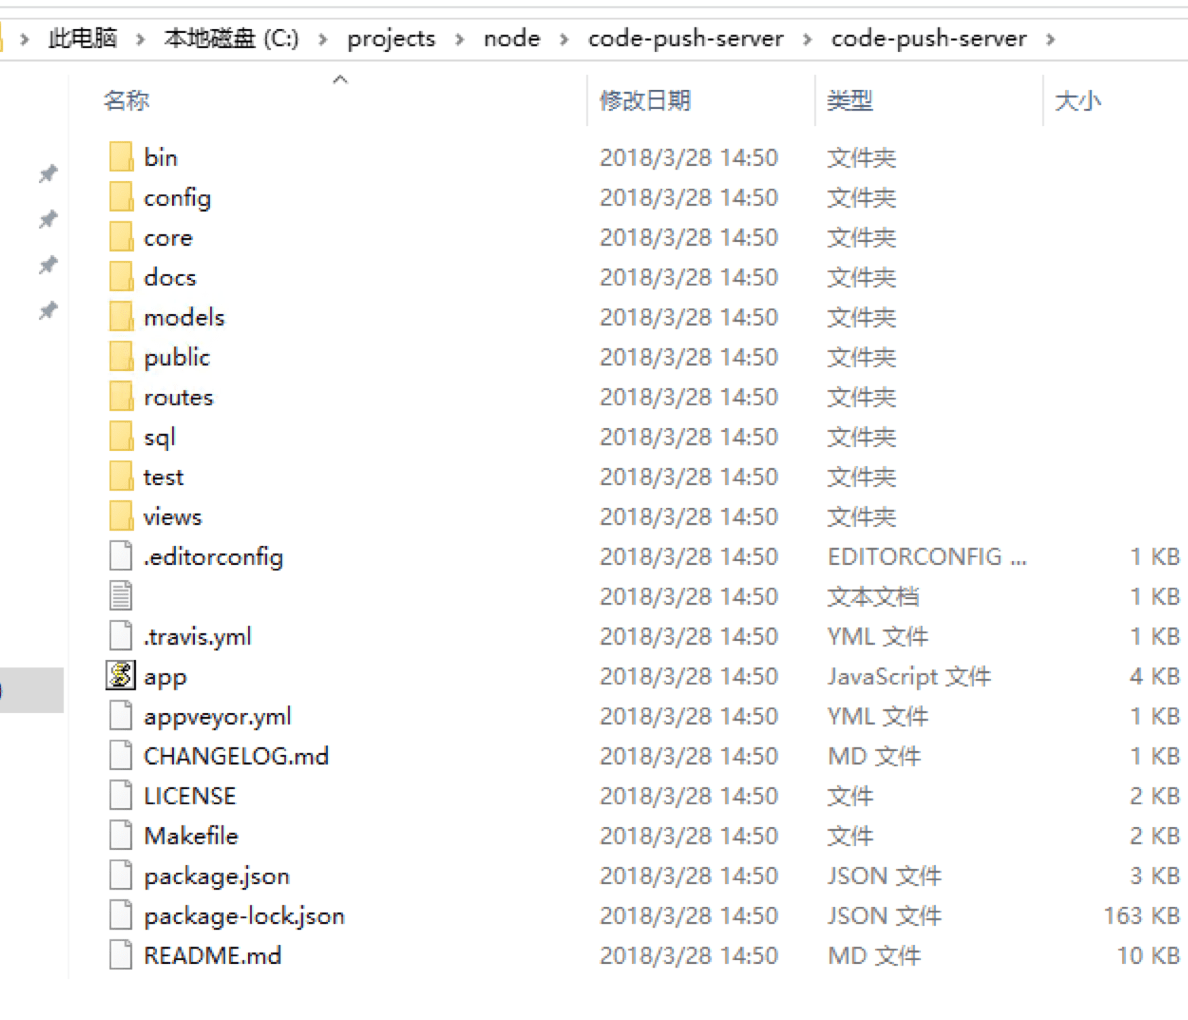 此电脑 > 本地磁盘 (C:) > projects > node > code-push-server > code-push-server >
名称 修改日期 类型 大小
bin 2018/3/28 14:50 文件夹
config 2018/3/28 14:50 文件夹
core 2018/3/28 14:50 文件夹
docs 2018/3/28 14:50 文件夹
models 2018/3/28 14:50 文件夹
public 2018/3/28 14:50 文件夹
routes 2018/3/28 14:50 文件夹
sql 2018/3/28 14:50 文件夹
test 2018/3/28 14:50 文件夹
views 2018/3/28 14:50 文件夹
.editorconfig 2018/3/28 14:50 EDITORCONFIG ... 1 KB
2018/3/28 14:50 文本文档 1 KB
.travis.yml 2018/3/28 14:50 YML 文件 1 KB
app 2018/3/28 14:50 JavaScript 文件 4 KB
appveyor.yml 2018/3/28 14:50 YML 文件 1 KB
CHANGELOG.md 2018/3/28 14:50 MD 文件 1 KB
LICENSE 2018/3/28 14:50 文件 2 KB
Makefile 2018/3/28 14:50 文件 2 KB
package.json 2018/3/28 14:50 JSON 文件 3 KB
package-lock.json 2018/3/28 14:50 JSON 文件 163 KB
README.md 2018/3/28 14:50 MD 文件 10 KB